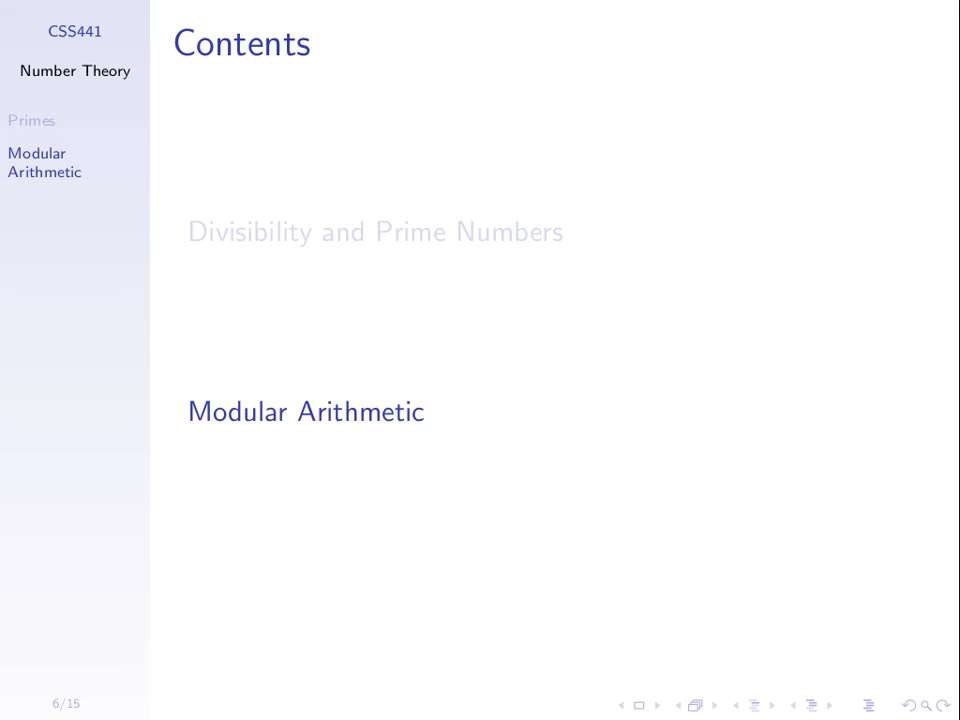 CSS441
Number Theory
Primes
Modular
Arithmetic
Contents
Divisibility and Prime Numbers
Modular Arithmetic
6/15